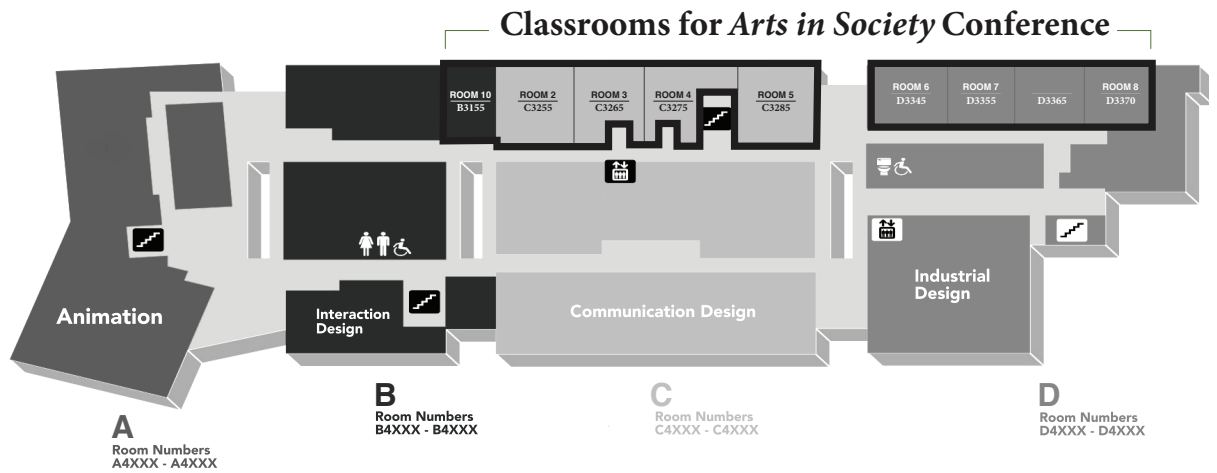 Classrooms for Arts in Society Conference
ROOM 10
B3155
ROOM 2
C3255
ROOM 3
C3265
ROOM 4
C3275
ROOM 5
C3285
ROOM 6
D3345
ROOM 7
D3355
D3365
ROOM 8
D3370
Animation
Interaction
Design
Communication Design
Industrial
Design
A
Room Numbers
A4XXX - A4XXX
B
Room Numbers
B4XXX - B4XXX
C
Room Numbers
C4XXX - C4XXX
D
Room Numbers
D4XXX - D4XXX